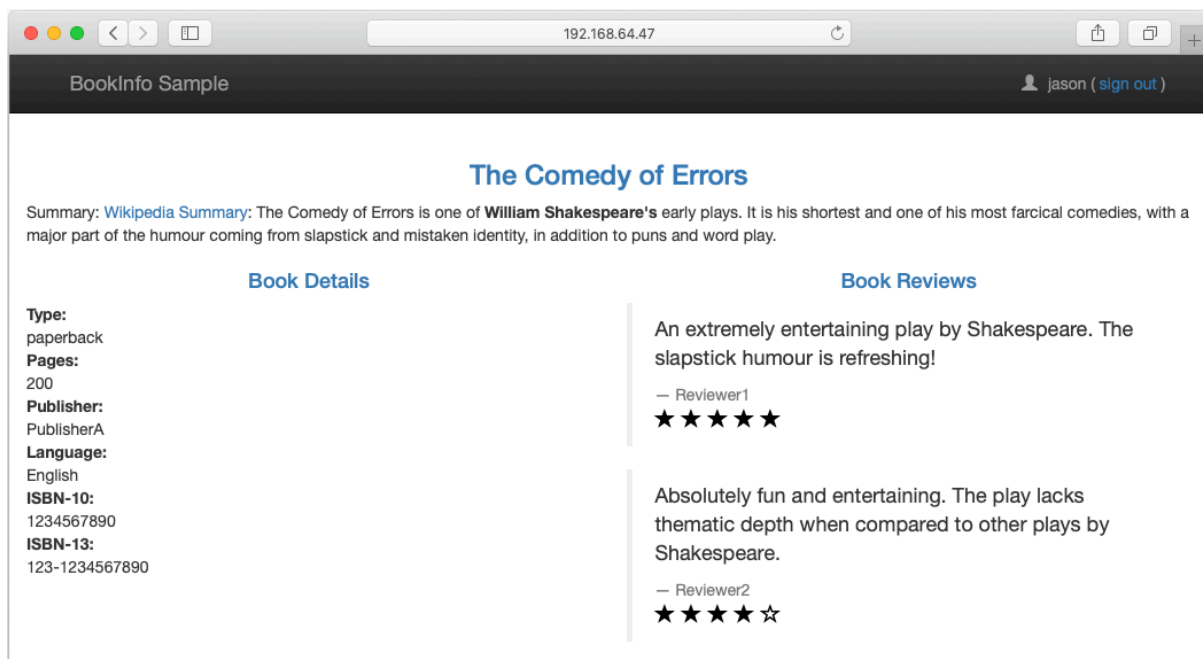 192.168.64.47
BookInfo Sample
jason ( sign out )
The Comedy of Errors
Summary: Wikipedia Summary: The Comedy of Errors is one of William Shakespeare's early plays. It is his shortest and one of his most farcical comedies, with a
major part of the humour coming from slapstick and mistaken identity, in addition to puns and word play.
Book Details
Type:
paperback
Pages:
200
Publisher:
PublisherA
Language:
English
ISBN-10:
1234567890
ISBN-13:
123-1234567890
Book Reviews
An extremely entertaining play by Shakespeare. The
slapstick humour is refreshing!
— Reviewer1
★ ★ ★ ★ ★
Absolutely fun and entertaining. The play lacks
thematic depth when compared to other plays by
Shakespeare.
— Reviewer2
★ ★ ★ ★ ☆